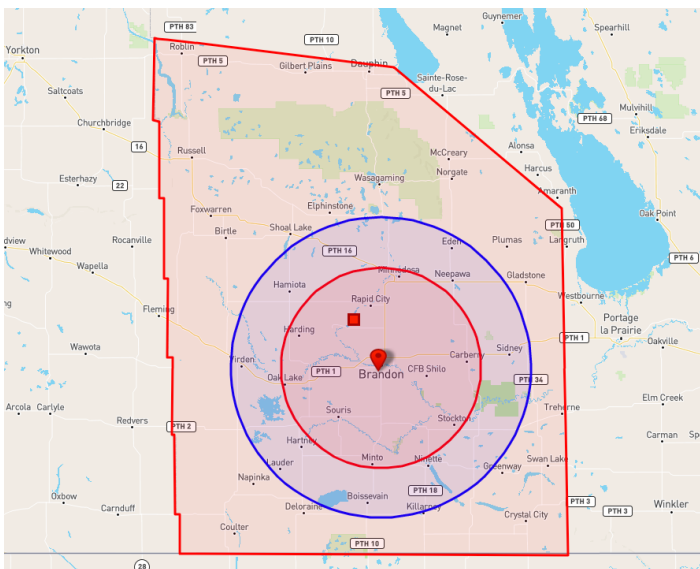 Guynemer
PTH 83
Magnet
Spearhill
PTH 10
Roblin
Yorkton
PTH 5
Gilbert Plains
Dauphin
Sainte-Rose-
du-Lac
Saltcoats
PTH 5
Mulvihill
Churchbridge
PTH 68
Eriksdale
16
Russell
McCreary
Alonsa
Norgate
Harcus
Esterhazy
22
Wasagaming
Amaranth
Foxwarren
Elphinstone
Oak Point
Birtle
Shoal Lake
PTH 50
dview
Rocanville
Eden
Plumas
Langruth
Whitewood
PTH 16
PTH 6
Wapella
Minnedosa
Neepawa
Gladstone
Hamiota
Westbourne
ng
Rapid City
Fleming
Portage
la Prairie
Harding
PTH 1
Sidney
Oakville
Wawota
Virden
Carberry
PTH 1
CFB Shilo
Brandon
Oak Lake
PTH 34
Elm Creek
Arcola
Carlyle
Souris
Treherne
Redvers
PTH 2
Stockton
Carman
Spe
Hartney
Lauder
Minto
Ninette
Greenway
Swan Lake
Napinka
PTH 18
Oxbow
Boissevain
PTH 3
Winkler
Carnduff
Deloraine
Killarney
PTH 3
Crystal City
Coulter
PTH 10
28